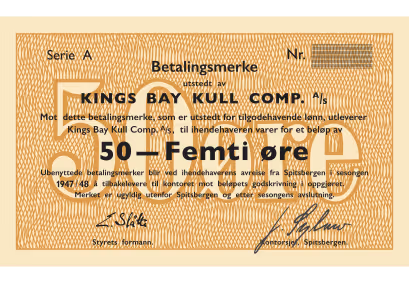 Serie A
Nr.
Betalingsmerke
utstedt av
KINGS BAY KULL COMP. A/s
Mot dette betalingsmerke, som er utstedt for tilgodehavende lønn, utleverer
Kings Bay Kull Comp. A/s, til ihendehaveren varer for et beløp av
50 — Femti øre
Ubenyttede betalingsmerker blir ved ihendehaverens avreise fra Spitsbergen i sesongen
1947/48 å tilbakelevere til kontoret mot beløpets godskrivning i oppgjøret.
Merket er ugyldig utenfor Spitsbergen og etter sesongens avslutning.
Styrets formann.
Kontorsjef, Spitsbergen.
50 øre